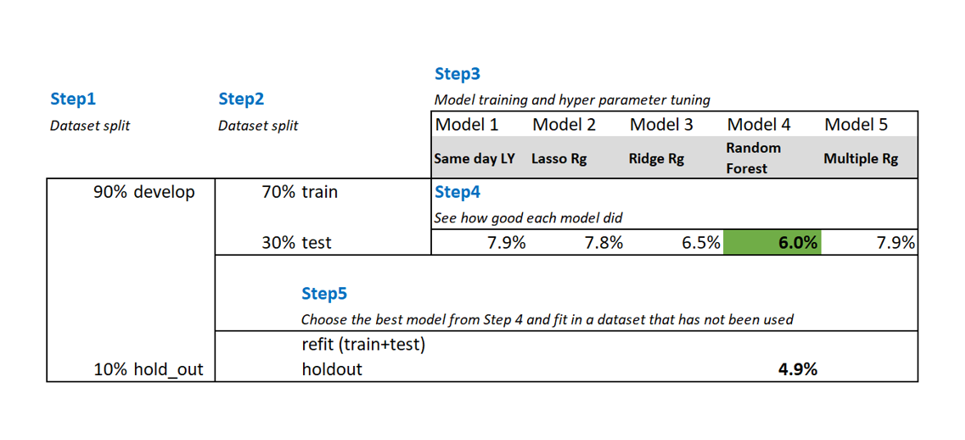 Step3
Step1 Step2 Model training and hyper parameter tuning
Dataset split Dataset split Model 1 Model 2 Model 3 Model 4 Model 5
Same day LY Lasso Rg Ridge Rg Random Forest Multiple Rg
90% develop 70% train Step4
See how good each model did
30% test 7.9% 7.8% 6.5% 6.0% 7.9%
Step5
Choose the best model from Step 4 and fit in a dataset that has not been used
refit (train+test)
10% hold_out holdout 4.9%